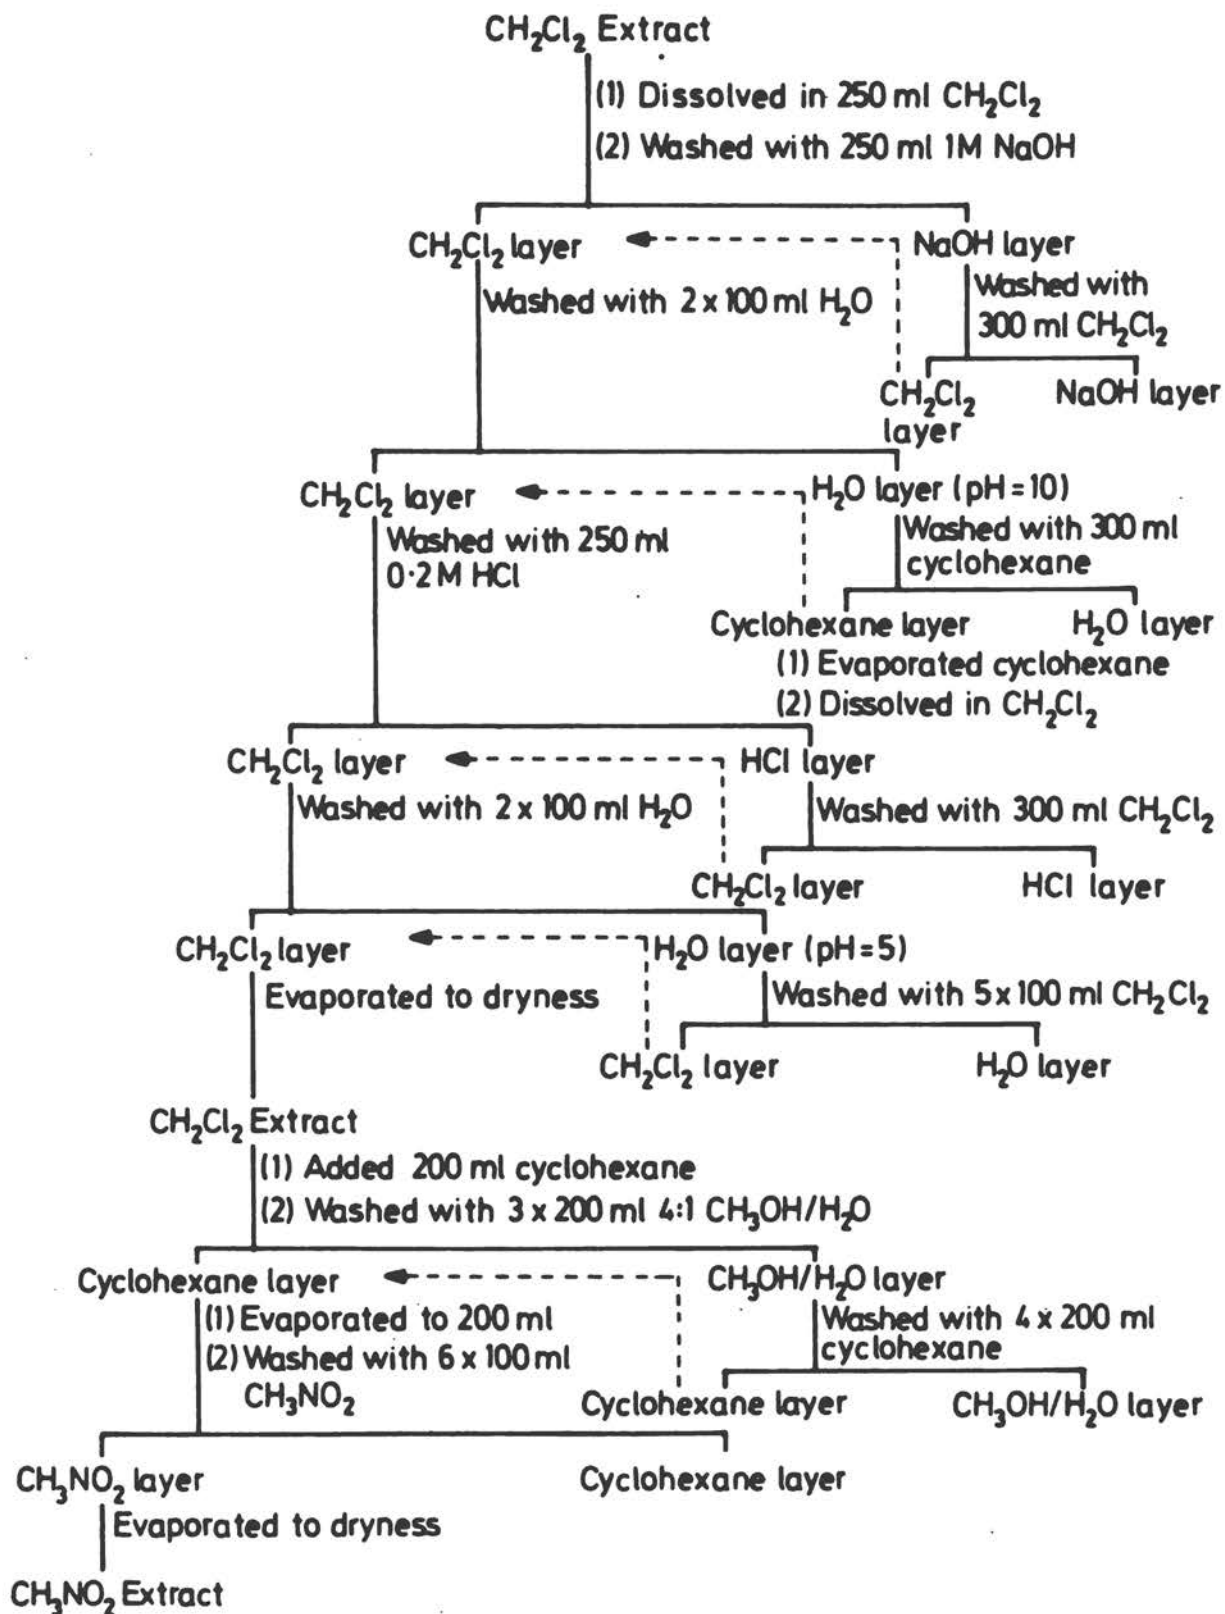 CH₂Cl₂ Extract
(1) Dissolved in 250 ml CH₂Cl₂
(2) Washed with 250 ml 1M NaOH
CH₂Cl₂ layer
NaOH layer
Washed with 2 x 100 ml H₂O
Washed with
300 ml CH₂Cl₂
CH₂Cl₂
layer
NaOH layer
CH₂Cl₂ layer
H₂O layer (pH = 10)
Washed with 250 ml
0·2 M HCl
Washed with 300 ml
cyclohexane
Cyclohexane layer
H₂O layer
(1) Evaporated cyclohexane
(2) Dissolved in CH₂Cl₂
CH₂Cl₂ layer
HCl layer
Washed with 2 x 100 ml H₂O
Washed with 300 ml CH₂Cl₂
CH₂Cl₂ layer
HCl layer
CH₂Cl₂ layer
H₂O layer (pH = 5)
Evaporated to dryness
Washed with 5 x 100 ml CH₂Cl₂
CH₂Cl₂ layer
H₂O layer
CH₂Cl₂ Extract
(1) Added 200 ml cyclohexane
(2) Washed with 3 x 200 ml 4:1 CH₃OH/H₂O
Cyclohexane layer
CH₃OH/H₂O layer
(1) Evaporated to 200 ml
(2) Washed with 6 x 100 ml
CH₃NO₂
Washed with 4 x 200 ml
cyclohexane
Cyclohexane layer
CH₃OH/H₂O layer
CH₃NO₂ layer
Cyclohexane layer
Evaporated to dryness
CH₃NO₂ Extract